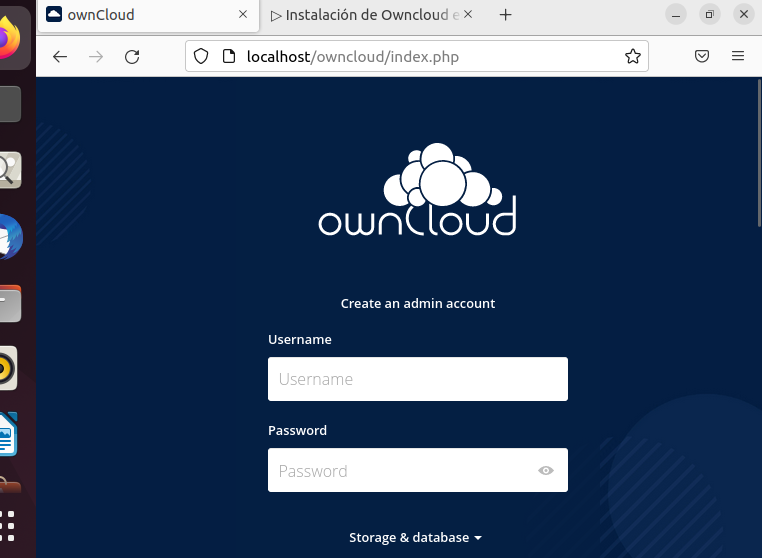 ownCloud
▷ Instalación de Owncloud e
localhost/owncloud/index.php
ownCloud
Create an admin account
Username
Username
Password
Password
Storage & database